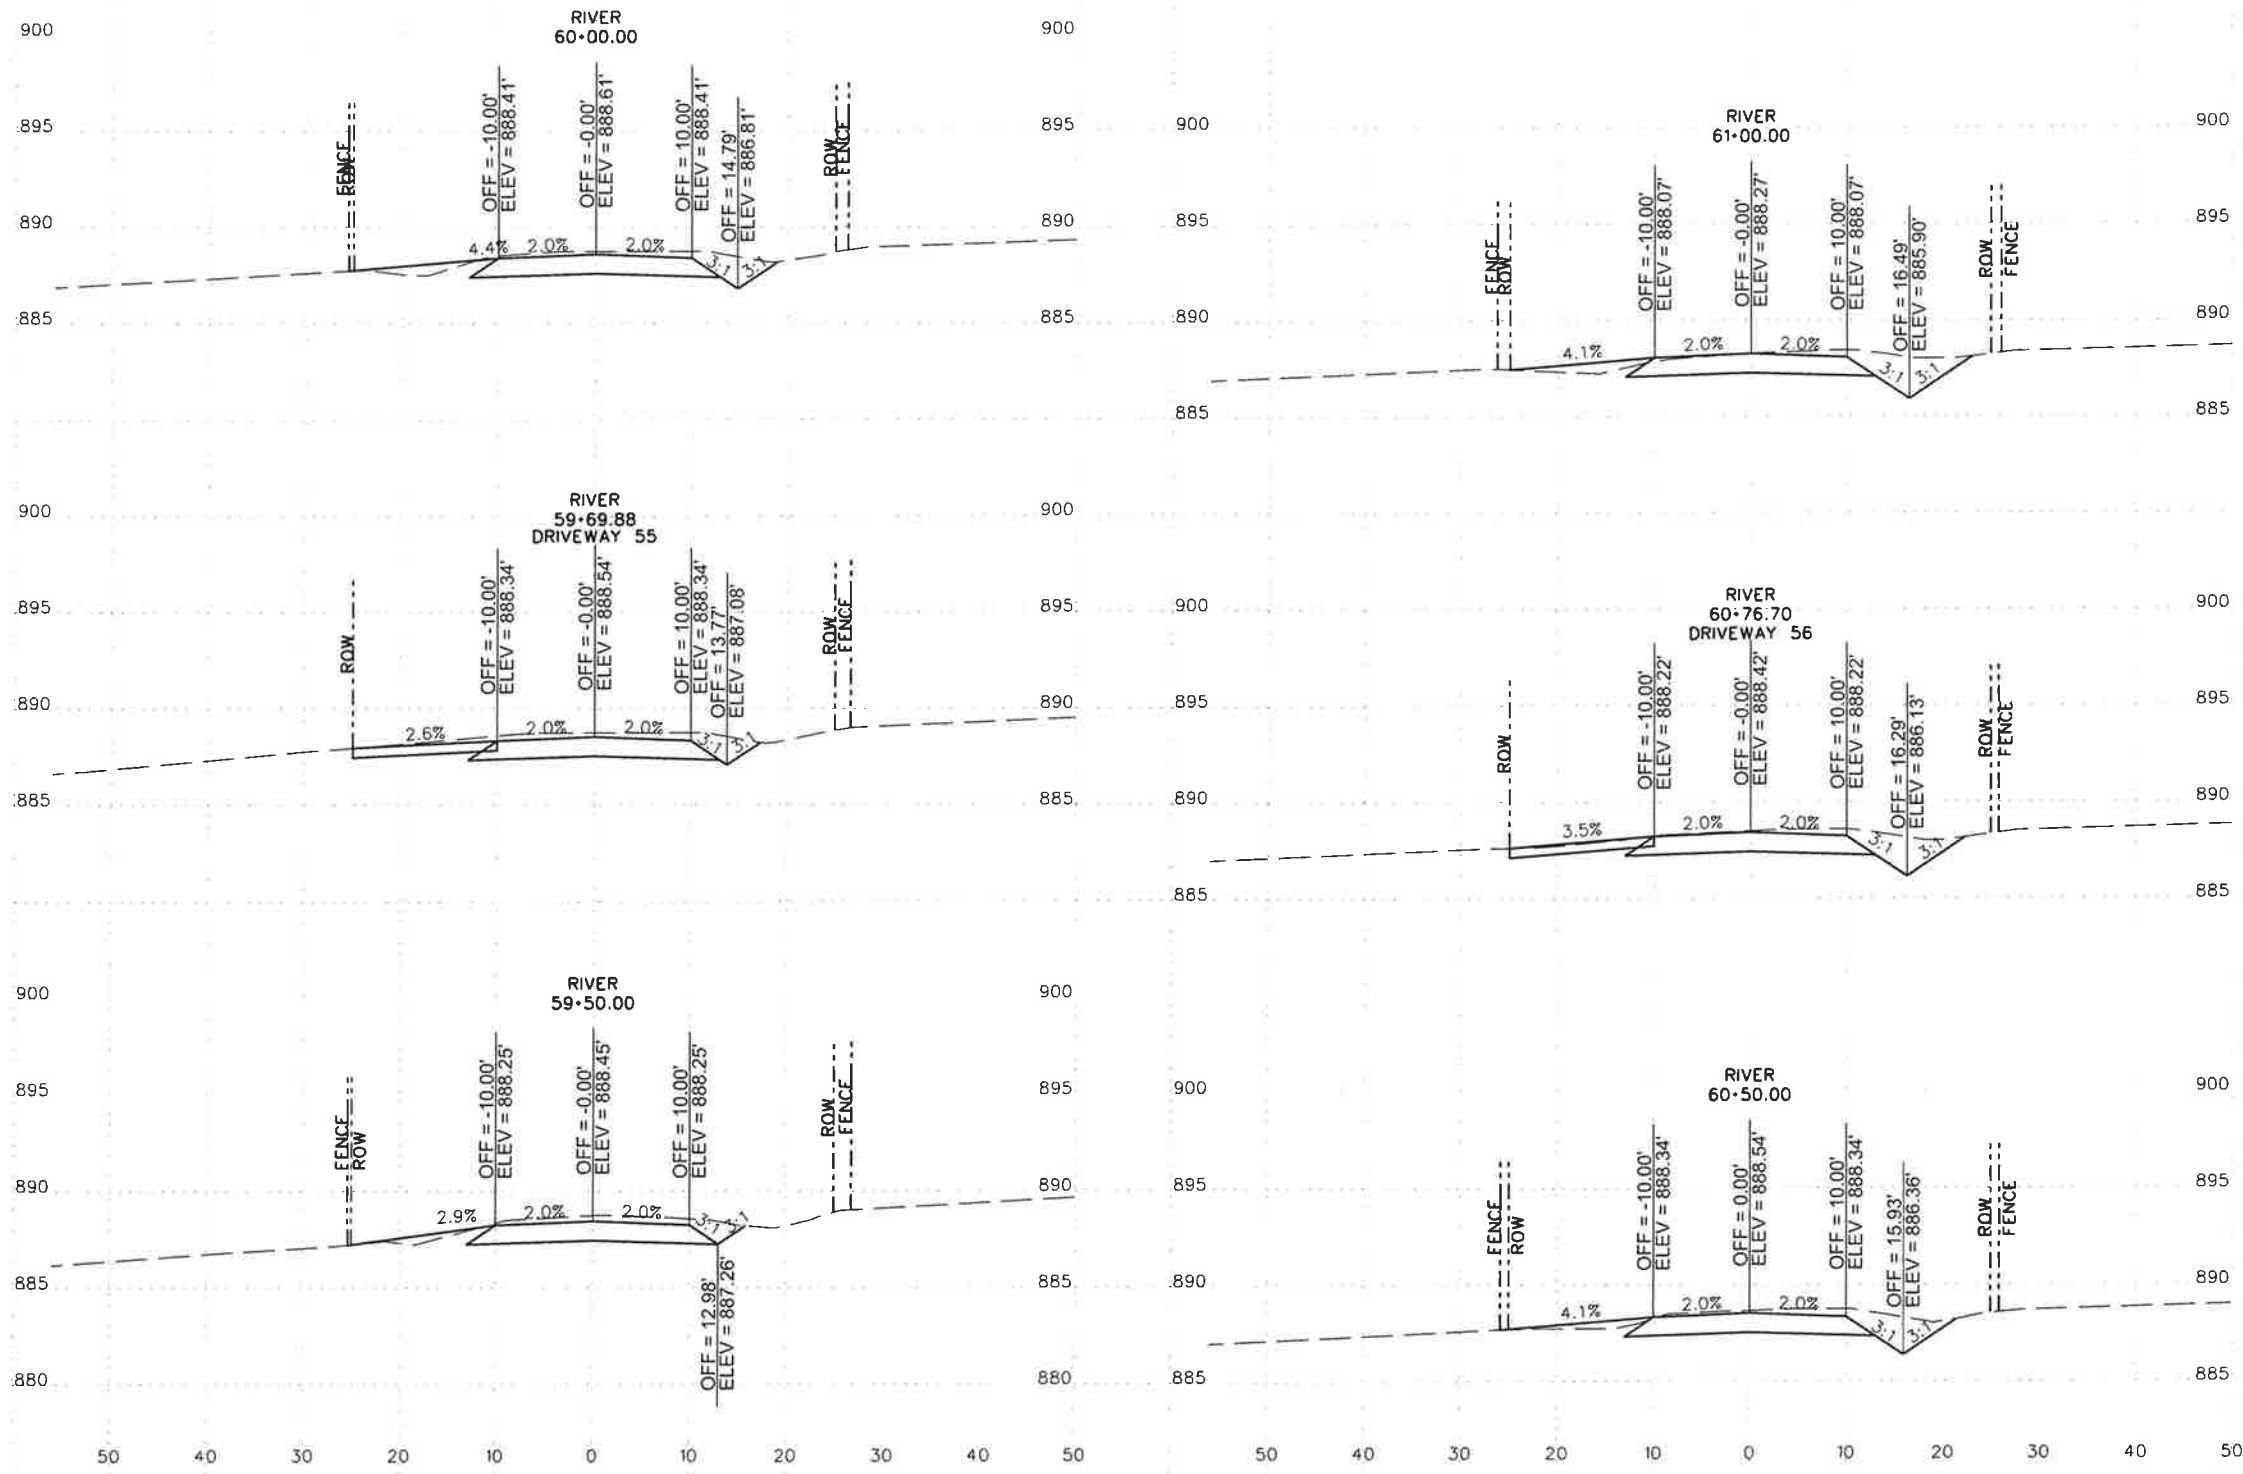 RIVER
60+00.00
900
900
895
895
890
890
885
885
FENCE
ROW
OFF = -10.00'
ELEV = 888.41'
OFF = -0.00'
ELEV = 888.61'
OFF = 10.00'
ELEV = 888.41'
OFF = 14.79'
ELEV = 886.81'
ROW
FENCE
4.4%
2.0%
2.0%
3:1
3:1
RIVER
59+69.88
DRIVEWAY 55
900
900
895
895
890
890
885
885
ROW
OFF = -10.00'
ELEV = 888.34'
OFF = -0.00'
ELEV = 888.54'
OFF = 10.00'
ELEV = 888.34'
OFF = 13.77'
ELEV = 887.08'
ROW
FENCE
2.6%
2.0%
2.0%
3:1
3:1
RIVER
59+50.00
900
900
895
895
890
890
885
885
880
880
FENCE
ROW
OFF = -10.00'
ELEV = 888.25'
OFF = -0.00'
ELEV = 888.45'
OFF = 10.00'
ELEV = 888.25'
ROW
FENCE
2.9%
2.0%
2.0%
3:1
3:1
OFF = 12.98'
ELEV = 887.26'
50 40 30 20 10 0 10 20 30 40 50
RIVER
61+00.00
900
900
895
895
890
890
885
885
FENCE
ROW
OFF = -10.00'
ELEV = 888.07'
OFF = -0.00'
ELEV = 888.27'
OFF = 10.00'
ELEV = 888.07'
OFF = 16.49'
ELEV = 885.90'
ROW
FENCE
4.1%
2.0%
2.0%
3:1
3:1
RIVER
60+76.70
DRIVEWAY 56
900
900
895
895
890
890
885
885
ROW
OFF = -10.00'
ELEV = 888.22'
OFF = -0.00'
ELEV = 888.42'
OFF = 10.00'
ELEV = 888.22'
OFF = 16.29'
ELEV = 886.13'
ROW
FENCE
3.5%
2.0%
2.0%
3:1
3:1
RIVER
60+50.00
900
900
895
895
890
890
885
885
FENCE
ROW
OFF = -10.00'
ELEV = 888.34'
OFF = 0.00'
ELEV = 888.54'
OFF = 10.00'
ELEV = 888.34'
OFF = 15.93'
ELEV = 886.36'
ROW
FENCE
4.1%
2.0%
2.0%
3:1
3:1
50 40 30 20 10 0 10 20 30 40 50